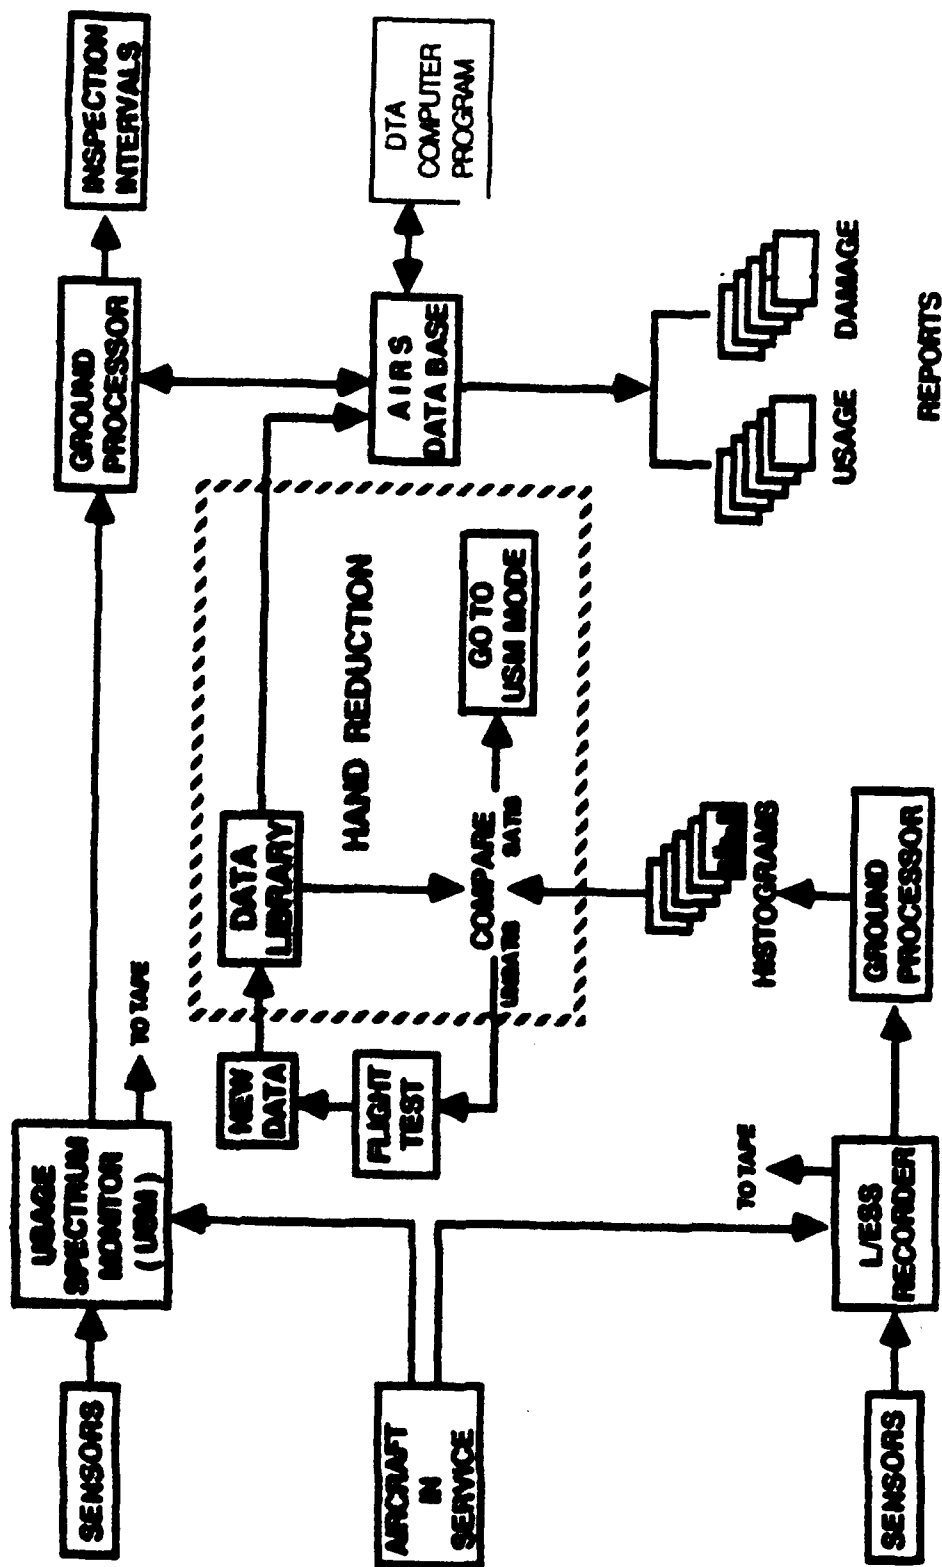 SENSORS
USAGE
SPECTRUM
MONITOR
(USM)
TO TAPE
GROUND
PROCESSOR
INSPECTION
INTERVALS
NEW
DATA
DATA
LIBRARY
HAND REDUCTION
FLIGHT
TEST
AIRCRAFT
IN
SERVICE
UNSATIS
COMPARE
SATIS
GO TO
USM MODE
AIRS
DATA BASE
DTA
COMPUTER
PROGRAM
SENSORS
L/ESS
RECORDER
TO TAPE
GROUND
PROCESSOR
HISTOGRAMS
USAGE
DAMAGE
REPORTS